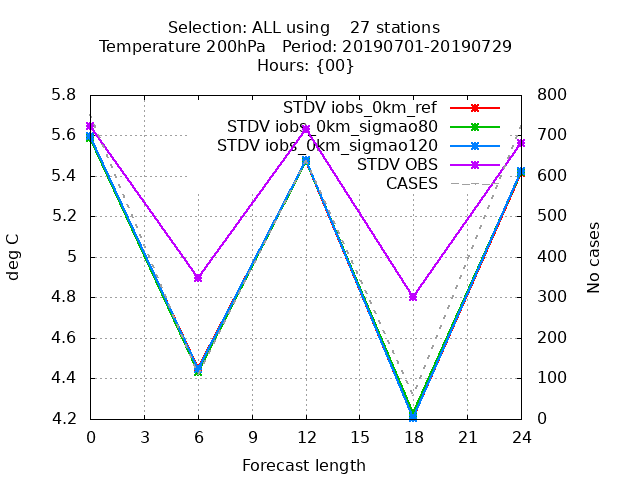 Selection: ALL using 27 stations
Temperature 200hPa Period: 20190701-20190729
Hours: {00}
STDV iobs_0km_ref
STDV iobs_0km_sigmao80
STDV iobs_0km_sigmao120
STDV OBS
CASES
deg C
5.8
5.6
5.4
5.2
5
4.8
4.6
4.4
4.2
800
700
600
500
400
300
200
100
0
No cases
0 3 6 9 12 15 18 21 24
Forecast length